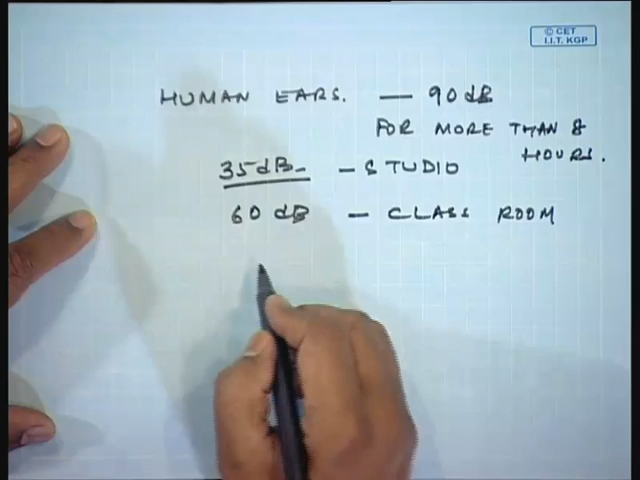 © CET
I.I.T. KGP
HUMAN EARS. — 90 dB
FOR MORE THAN 8
HOURS.
35 dB - — STUDIO
60 dB — CLASS ROOM